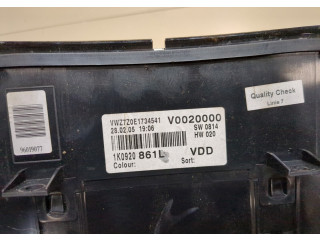 VWZ7Z0E1734541 V0020000
28.02.05 19:06 SW 0814
HW 020
1K0920 861L VDD
Colour: Sort:
Quality Check
Linie 7
96059077